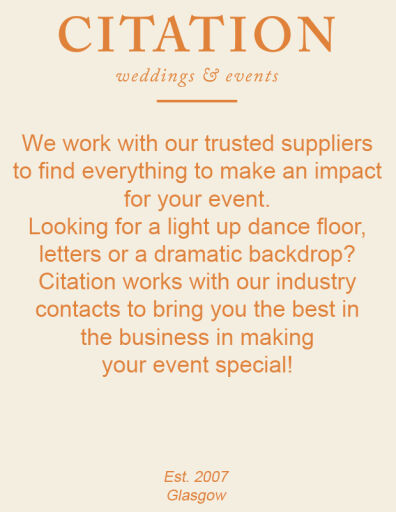 CITATION
weddings & events
We work with our trusted suppliers
to find everything to make an impact
for your event.
Looking for a light up dance floor,
letters or a dramatic backdrop?
Citation works with our industry
contacts to bring you the best in
the business in making
your event special!
Est. 2007
Glasgow